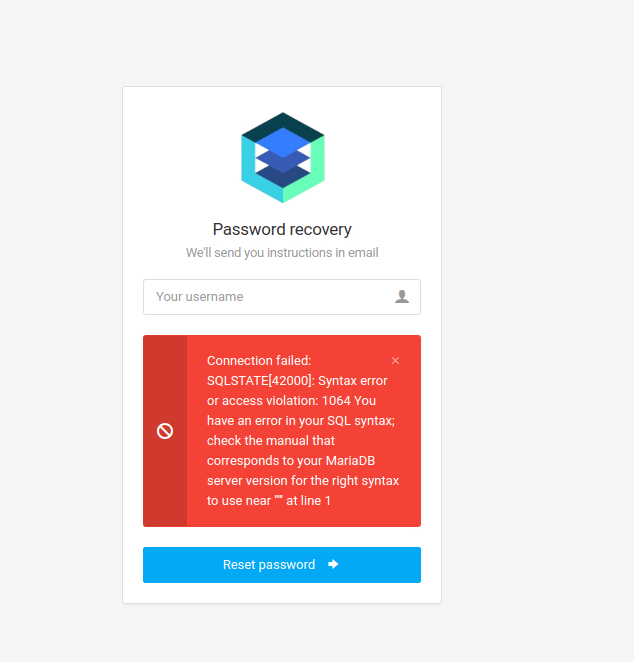 Password recovery
We'll send you instructions in email
Your username
Connection failed:
SQLSTATE[42000]: Syntax error
or access violation: 1064 You
have an error in your SQL syntax;
check the manual that
corresponds to your MariaDB
server version for the right syntax
to use near '''' at line 1
×
Reset password